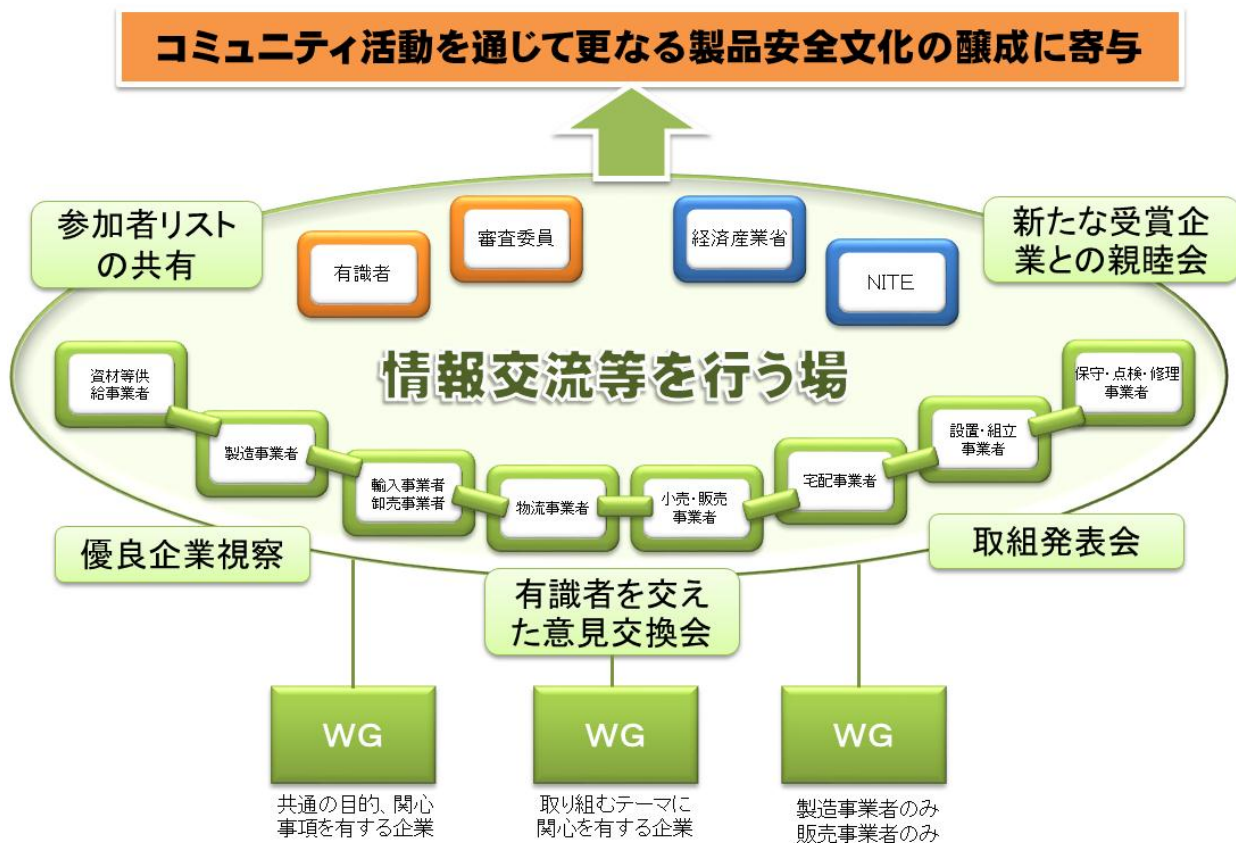 コミュニティ活動を通じて更なる製品安全文化の醸成に寄与
参加者リスト
の共有
有識者
審査委員
経済産業省
NITE
新たな受賞企
業との親睦会
情報交流等を行う場
資材等供
給事業者
製造事業者
輸入事業者
卸売事業者
物流事業者
小売・販売
事業者
宅配事業者
設置・組立
事業者
保守・点検・修理
事業者
優良企業視察
有識者を交え
た意見交換会
取組発表会
WG
共通の目的、関心
事項を有する企業
WG
取り組むテーマに
関心を有する企業
WG
製造事業者のみ
販売事業者のみ